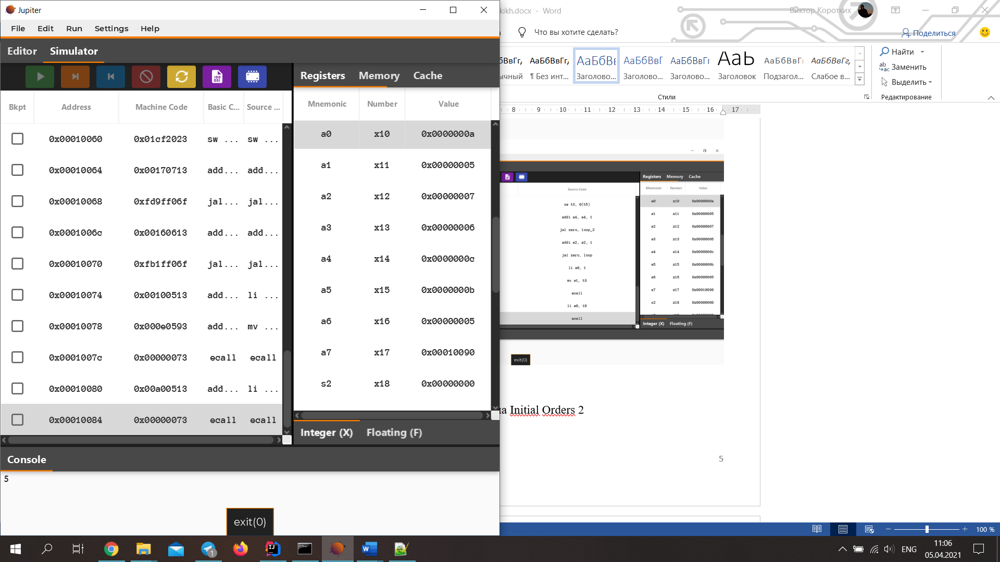 Jupiter
File Edit Run Settings Help
Editor Simulator
Registers Memory Cache
Bkpt Address Machine Code Basic C... Source ...
0x00010060 0x01cf2023 sw ... sw ...
0x00010064 0x00170713 add... add...
0x00010068 0xfd9ff06f jal... jal...
0x0001006c 0x00160613 add... add...
0x00010070 0xfb1ff06f jal... jal...
0x00010074 0x00100513 add... li ...
0x00010078 0x000e0593 add... mv ...
0x0001007c 0x00000073 ecall ecall
0x00010080 0x00a00513 add... li ...
0x00010084 0x00000073 ecall ecall
Mnemonic Number Value
a0 x10 0x0000000a
a1 x11 0x00000005
a2 x12 0x00000007
a3 x13 0x00000006
a4 x14 0x0000000c
a5 x15 0x0000000b
a6 x16 0x00000005
a7 x17 0x00010090
s2 x18 0x00000000
Integer (X) Floating (F)
Console
5
exit(0)
kikh.docx - Word
Виктор Коротких
Что вы хотите сделать?
Поделиться
АаБбВвГг, АаБбВвГг, АаБбВв АаБбВвГ АаБбВвГг АаЬ АаБбВвГг АаБбВвГг,
¶ Без инт... Заголово... Заголово... Заголово... Заголовок Подзагол... Слабое в...
Стили
Найти
Заменить
Выделить
Редактирование
8 9 10 11 12 13 14 15 16 17
Source Code
sw t3, 0(t5)
addi a4, a4, 1
jal zero, loop_2
addi a2, a2, 1
jal zero, loop
li a0, 1
mv a1, t3
ecall
li a0, 10
ecall
Registers Memory Cache
Mnemonic Number Value
a0 x10 0x0000000a
a1 x11 0x00000005
a2 x12 0x00000007
a3 x13 0x00000006
a4 x14 0x0000000c
a5 x15 0x0000000b
a6 x16 0x00000005
a7 x17 0x00010090
s2 x18 0x00000000
Integer (X) Floating (F)
exit(0)
Initial Orders 2
5
100 %
1
ENG
11:06
05.04.2021